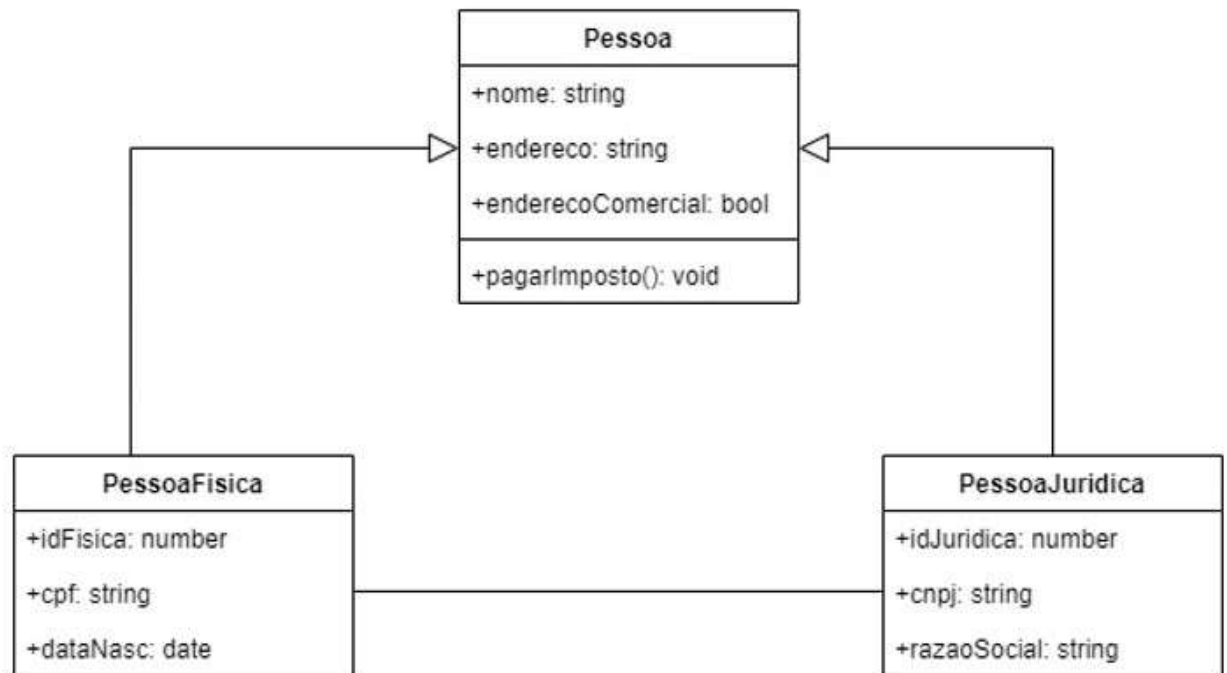 Pessoa
+nome: string
+endereco: string
+enderecoComercial: bool
+pagarImposto(): void
PessoaFisica
+idFisica: number
+cpf: string
+dataNasc: date
PessoaJuridica
+idJuridica: number
+cnpj: string
+razaoSocial: string